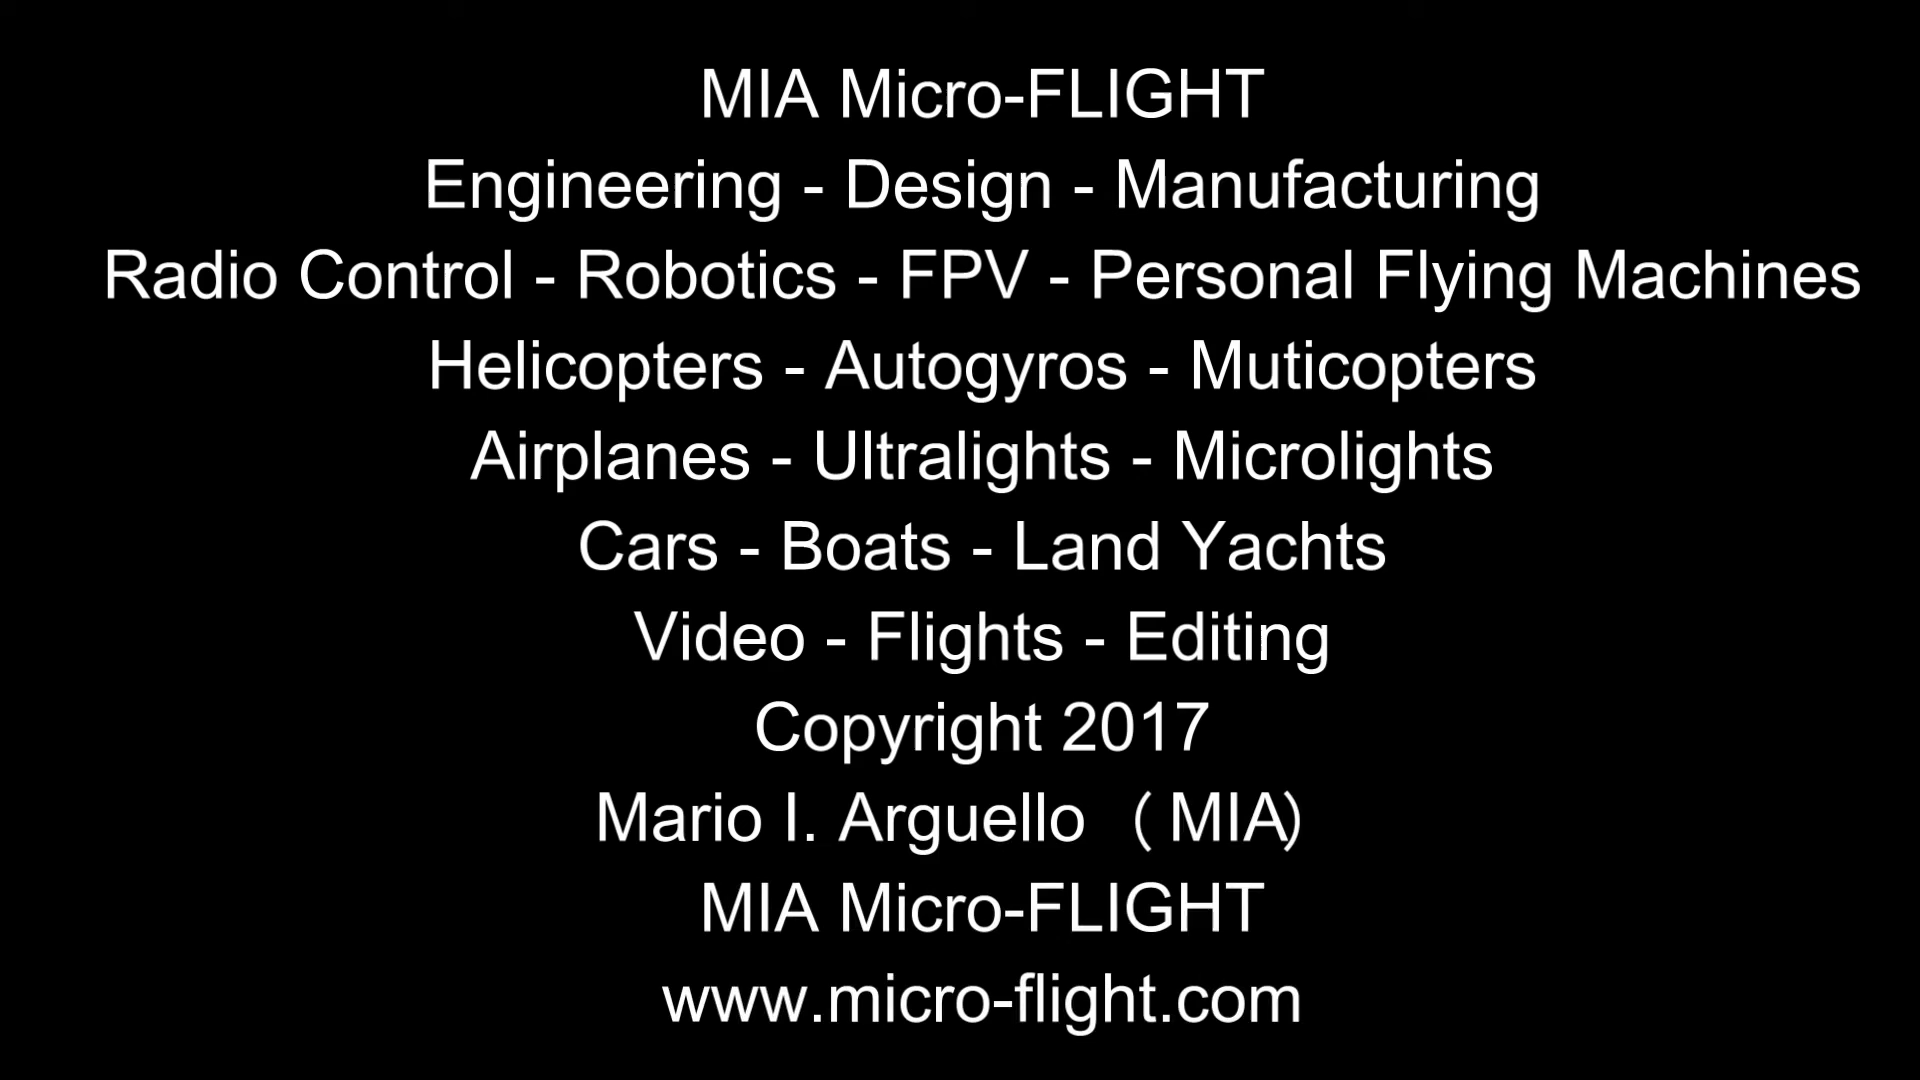 MIA Micro-FLIGHT
Engineering - Design - Manufacturing
Radio Control - Robotics - FPV - Personal Flying Machines
Helicopters - Autogyros - Muticopters
Airplanes - Ultralights - Microlights
Cars - Boats - Land Yachts
Video - Flights - Editing
Copyright 2017
Mario I. Arguello ( MIA)
MIA Micro-FLIGHT
www.micro-flight.com